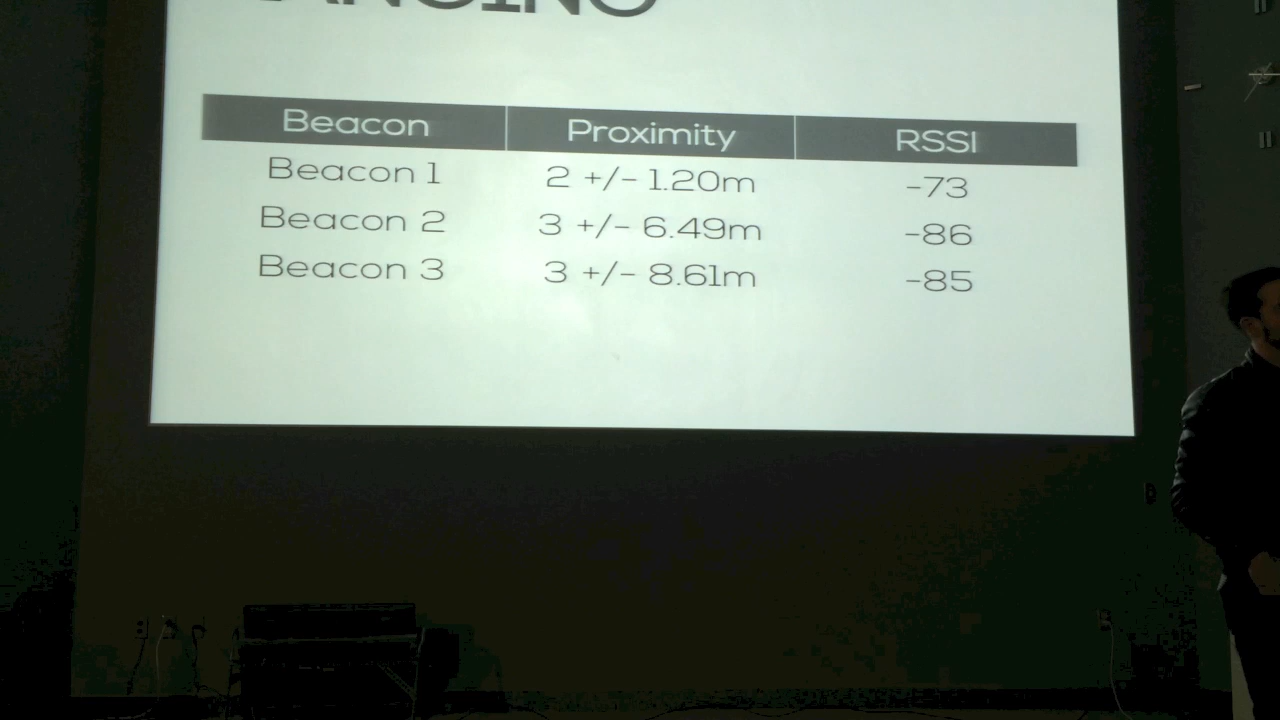 Beacon Proximity RSSI
Beacon 1 2 +/- 1.20m -73
Beacon 2 3 +/- 6.49m -86
Beacon 3 3 +/- 8.61m -85